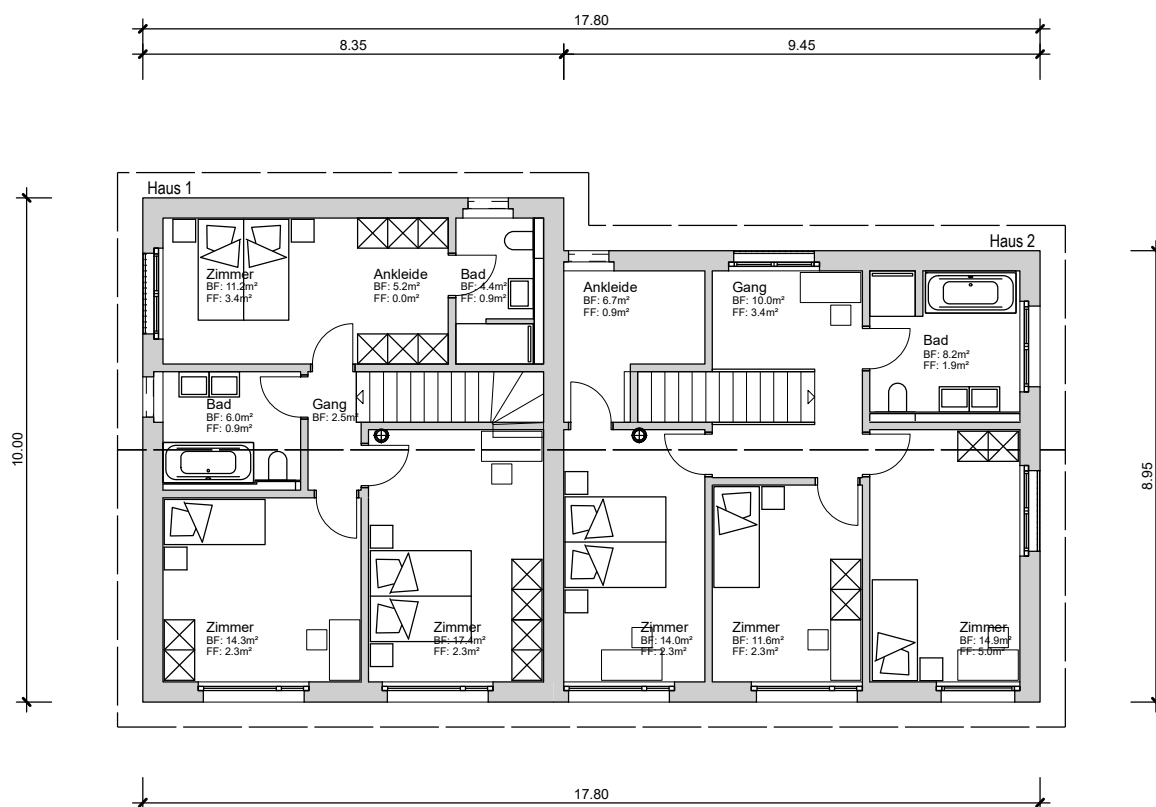 17.80
8.35
9.45
Haus 1
Haus 2
10.00
8.95
Zimmer
BF: 11.2m²
FF: 3.4m²
Ankleide
BF: 5.2m²
FF: 0.0m²
Bad
BF: 4.4m²
FF: 0.9m²
Ankleide
BF: 6.7m²
FF: 0.9m²
Gang
BF: 10.0m²
FF: 3.4m²
Bad
BF: 8.2m²
FF: 1.9m²
Bad
BF: 6.0m²
FF: 0.9m²
Gang
BF: 2.5m²
Zimmer
BF: 14.3m²
FF: 2.3m²
Zimmer
BF: 17.4m²
FF: 2.3m²
Zimmer
BF: 14.0m²
FF: 2.3m²
Zimmer
BF: 11.6m²
FF: 2.3m²
Zimmer
BF: 14.9m²
FF: 5.0m²
17.80